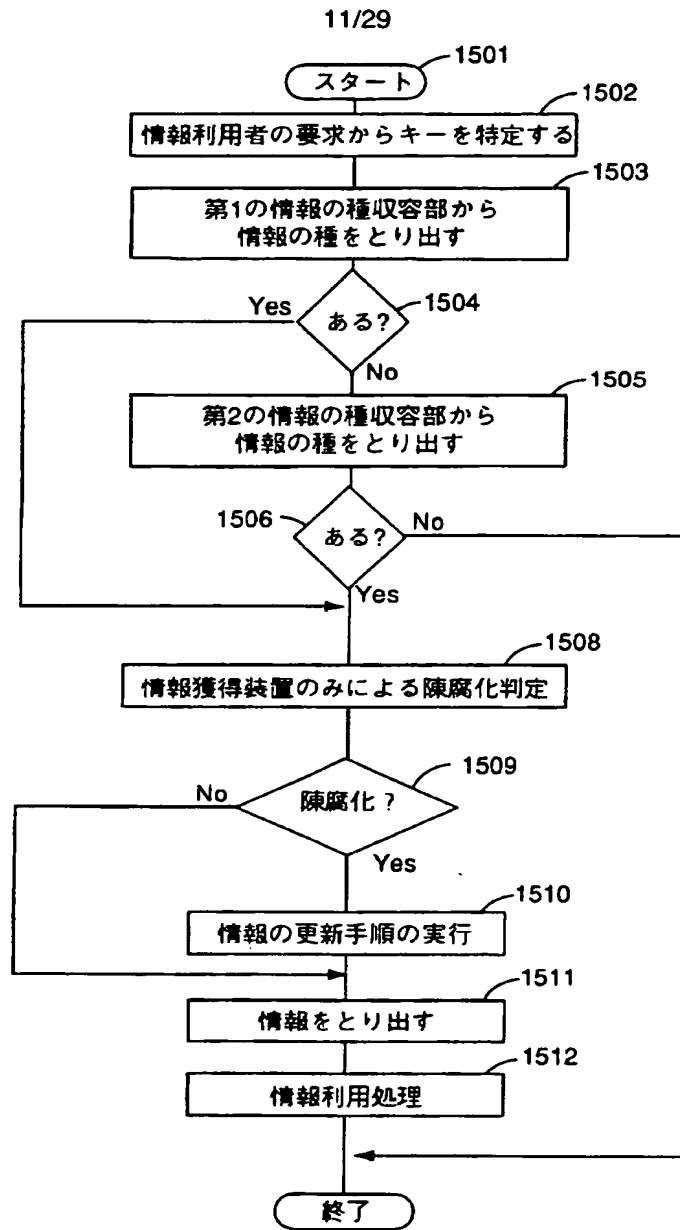 11/29
1501
スタート
1502
情報利用者の要求からキーを特定する
1503
第1の情報の種収容部から
情報の種をとり出す
Yes
1504
ある?
No
1505
第2の情報の種収容部から
情報の種をとり出す
1506
ある?
No
Yes
1508
情報獲得装置のみによる陳腐化判定
1509
No
陳腐化?
Yes
1510
情報の更新手順の実行
1511
情報をとり出す
1512
情報利用処理
終了